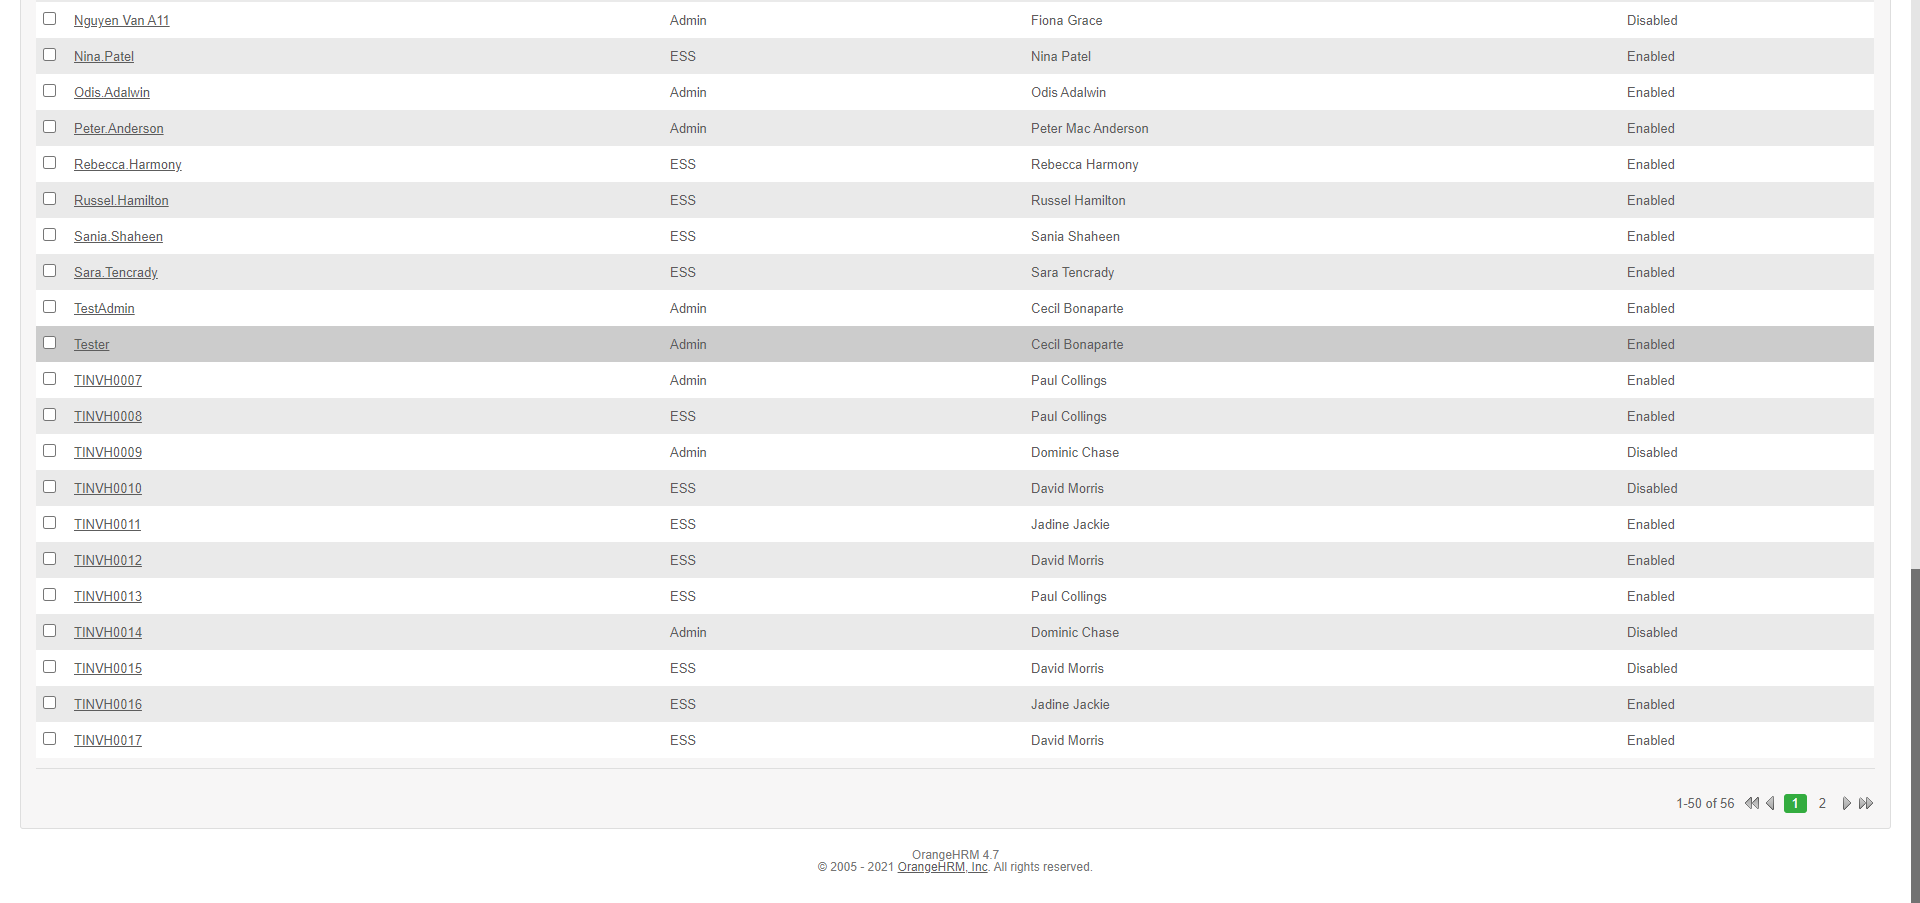 Nguyen Van A11 Admin Fiona Grace Disabled
Nina.Patel ESS Nina Patel Enabled
Odis.Adalwin Admin Odis Adalwin Enabled
Peter.Anderson Admin Peter Mac Anderson Enabled
Rebecca.Harmony ESS Rebecca Harmony Enabled
Russel.Hamilton ESS Russel Hamilton Enabled
Sania.Shaheen ESS Sania Shaheen Enabled
Sara.Tencrady ESS Sara Tencrady Enabled
TestAdmin Admin Cecil Bonaparte Enabled
Tester Admin Cecil Bonaparte Enabled
TINVH0007 Admin Paul Collings Enabled
TINVH0008 ESS Paul Collings Enabled
TINVH0009 Admin Dominic Chase Disabled
TINVH0010 ESS David Morris Disabled
TINVH0011 ESS Jadine Jackie Enabled
TINVH0012 ESS David Morris Enabled
TINVH0013 ESS Paul Collings Enabled
TINVH0014 Admin Dominic Chase Disabled
TINVH0015 ESS David Morris Disabled
TINVH0016 ESS Jadine Jackie Enabled
TINVH0017 ESS David Morris Enabled
1-50 of 56 1 2
OrangeHRM 4.7
© 2005 - 2021 OrangeHRM, Inc. All rights reserved.